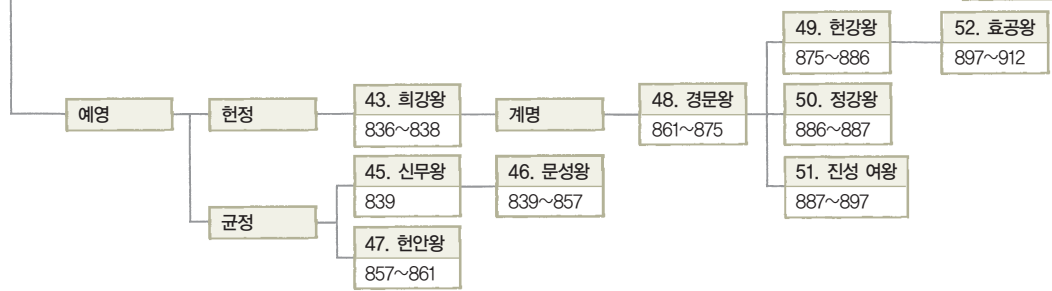 49. 헌강왕
875~886
52. 효공왕
897~912
예영
헌정
43. 희강왕
836~838
계명
48. 경문왕
861~875
50. 정강왕
886~887
45. 신무왕
839
46. 문성왕
839~857
51. 진성 여왕
887~897
균정
47. 헌안왕
857~861